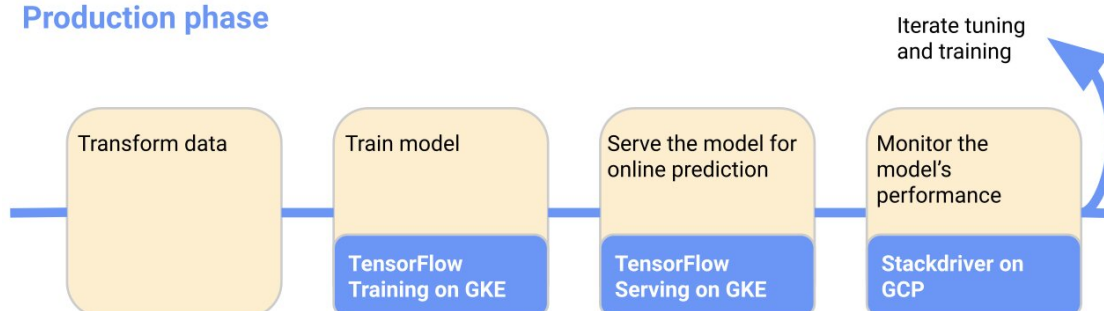 Production phase
Iterate tuning
and training
Transform data
Train model
Serve the model for
online prediction
Monitor the
model's
performance
TensorFlow
Training on GKE
TensorFlow
Serving on GKE
Stackdriver on
GCP